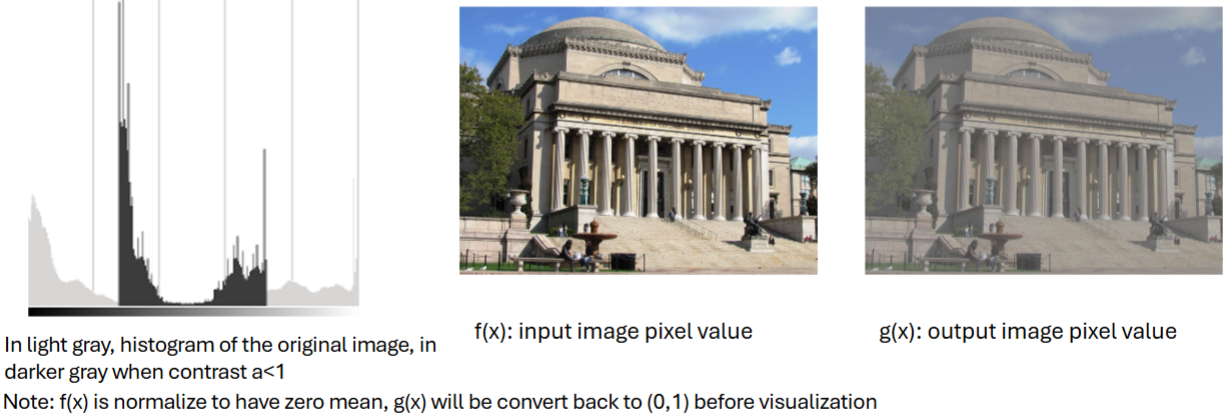 In light gray, histogram of the original image, in
darker gray when contrast a<1
f(x): input image pixel value
g(x): output image pixel value
Note: f(x) is normalize to have zero mean, g(x) will be convert back to (0,1) before visualization